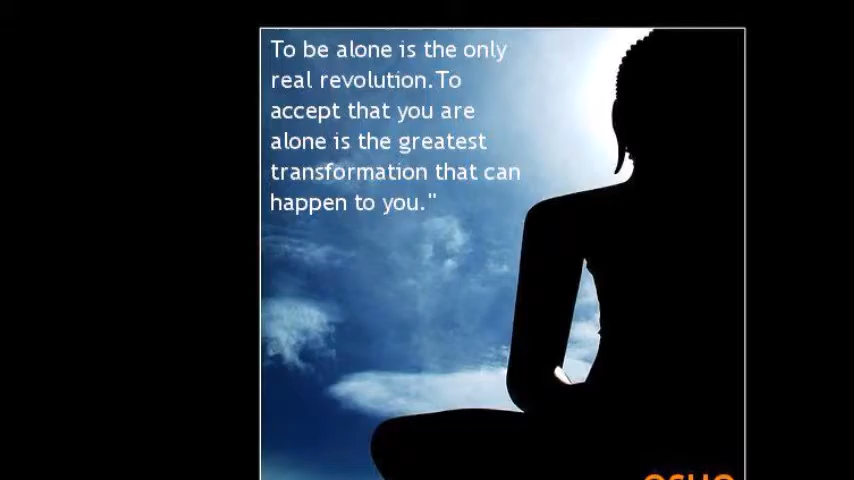 To be alone is the only
real revolution.To
accept that you are
alone is the greatest
transformation that can
happen to you."